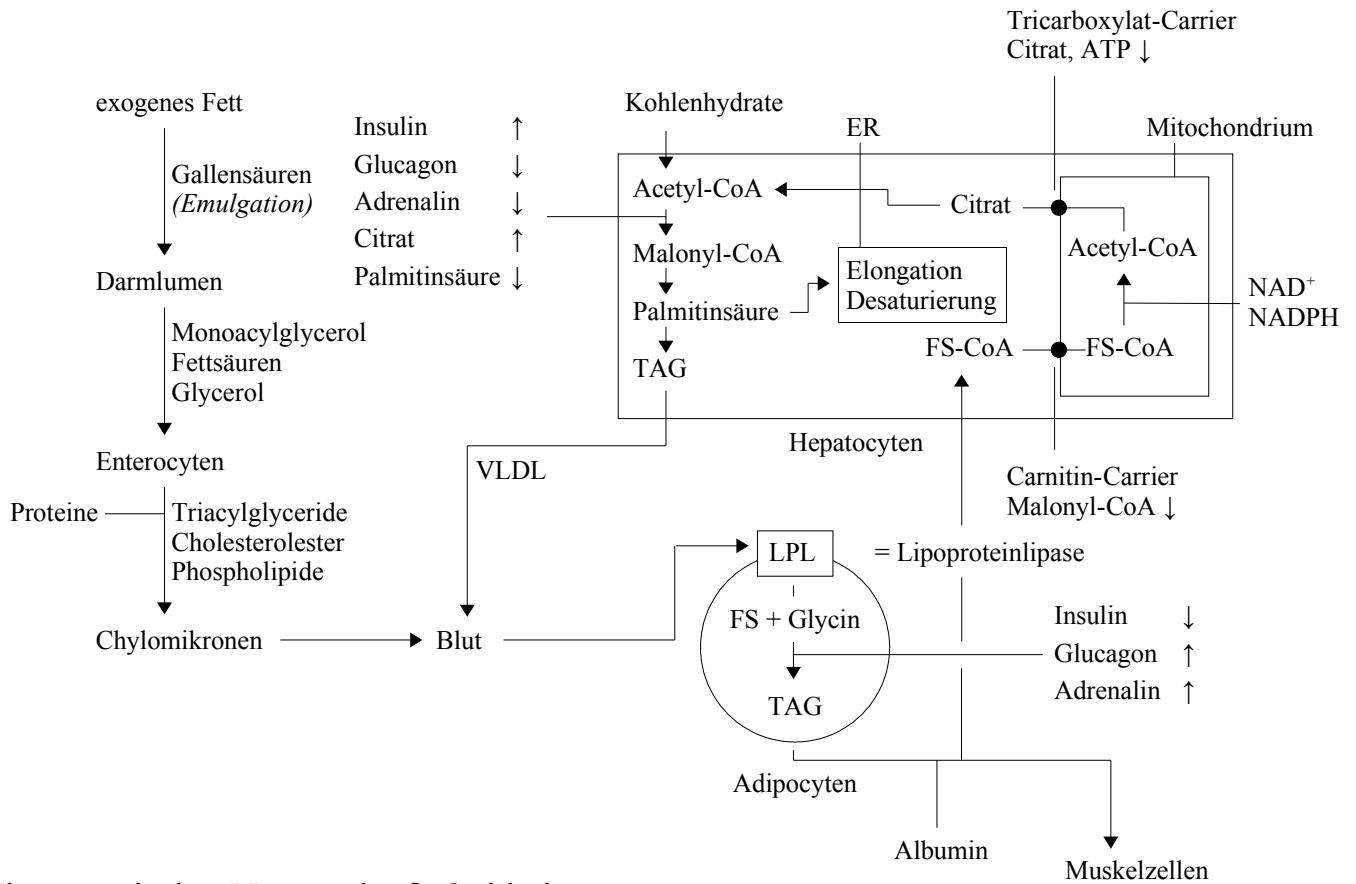 Tricarboxylat-Carrier
Citrat, ATP ↓
exogenes Fett
Kohlenhydrate
ER
Mitochondrium
Insulin ↑
Glucagon ↓
Adrenalin ↓
Citrat ↑
Palmitinsäure ↓
Gallensäuren
(Emulgation)
Acetyl-CoA
Citrat
Acetyl-CoA
Malonyl-CoA
Elongation
Desaturierung
Darmlumen
Palmitinsäure
NAD+
NADPH
Monoacylglycerol
Fettsäuren
Glycerol
TAG
FS-CoA
FS-CoA
Hepatocyten
Enterocyten
VLDL
Carnitin-Carrier
Malonyl-CoA ↓
Proteine
Triacylglyceride
Cholesterolester
Phospholipide
LPL
= Lipoproteinlipase
Chylomikronen
Blut
FS + Glycin
Insulin ↓
Glucagon ↑
Adrenalin ↑
TAG
Adipocyten
Albumin
Muskelzellen